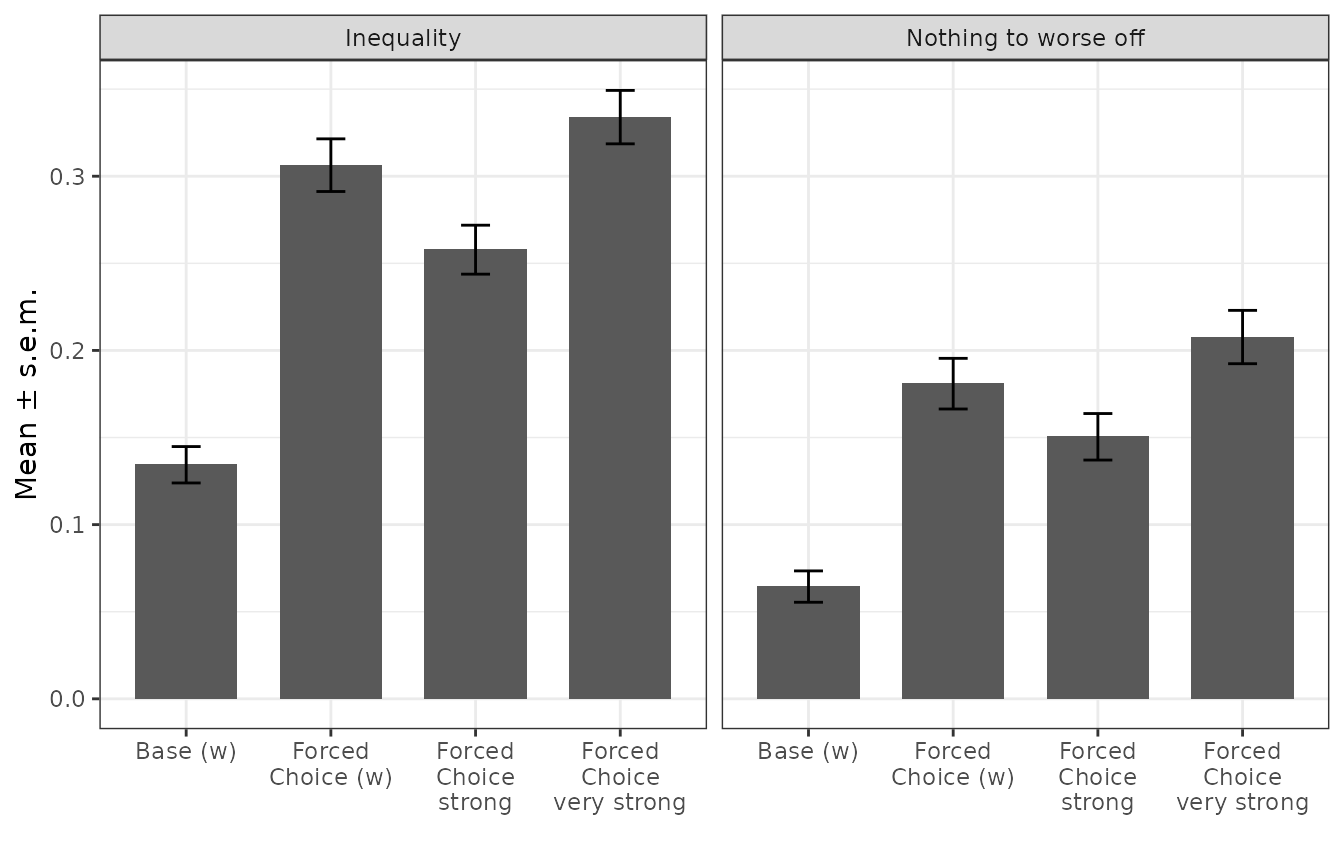 Inequality
Nothing to worse off
Mean ± s.e.m.
0.3
0.2
0.1
0.0
Base (w)
Forced
Choice (w)
Forced
Choice
strong
Forced
Choice
very strong
Base (w)
Forced
Choice (w)
Forced
Choice
strong
Forced
Choice
very strong